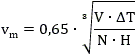 vₘ = 0,65· ³√(V · ΔT / N · H)